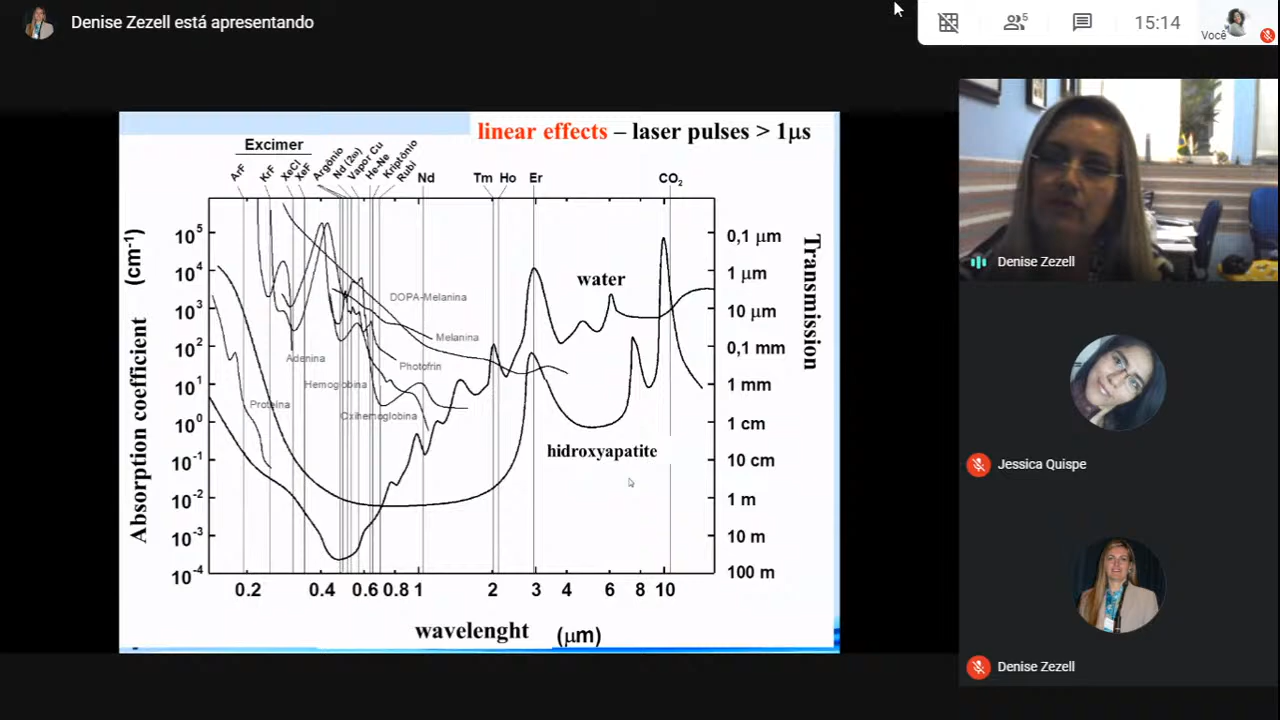 Denise Zezell está apresentando
5
15:14
Você
linear effects – laser pulses > 1μs
Excimer
ArF
KrF
XeCl
XeF
Argônio
Nd (2ω)
Vapor Cu
He-Ne
Kriptônio
Rubi
Nd
Tm
Ho
Er
CO2
Absorption coefficient (cm-1)
10^5
10^4
10^3
10^2
10^1
10^0
10^-1
10^-2
10^-3
10^-4
DOPA-Melanina
Melanina
Adenina
Photofrin
Hemoglobina
Proteína
Oxihemoglobina
water
hidroxyapatite
0,1 μm
1 μm
10 μm
0,1 mm
1 mm
1 cm
10 cm
1 m
10 m
100 m
Transmission
0.2 0.4 0.6 0.8 1 2 3 4 6 8 10
wavelenght (μm)
Denise Zezell
Jessica Quispe
Denise Zezell